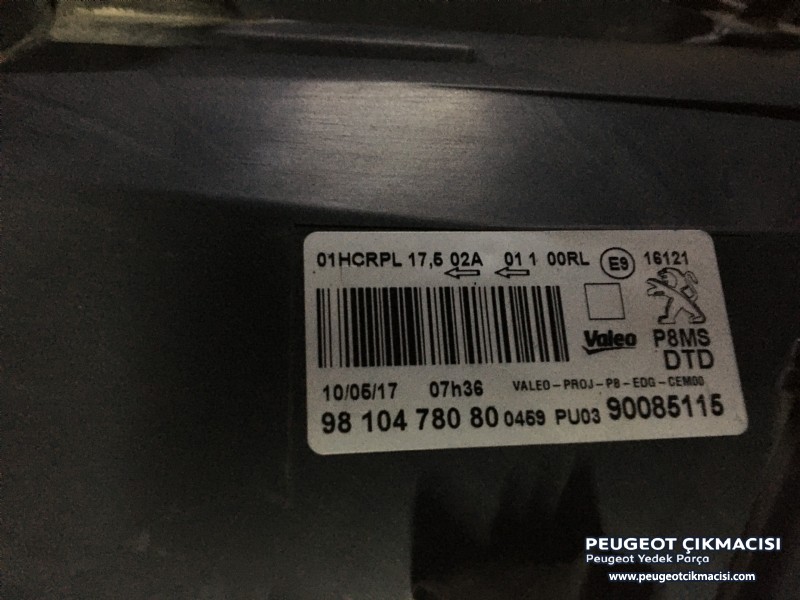 01HCRPL 17,5 02A 01 1 00RL E9 16121
Valeo P8MS
DTD
10/05/17 07h36 VALEO-PROJ-P8-EDG-CEM00
98 104 780 80 0459 PU03 90085115
PEUGEOT ÇIKMACISI
Peugeot Yedek Parça
www.peugeotcikmacisi.com